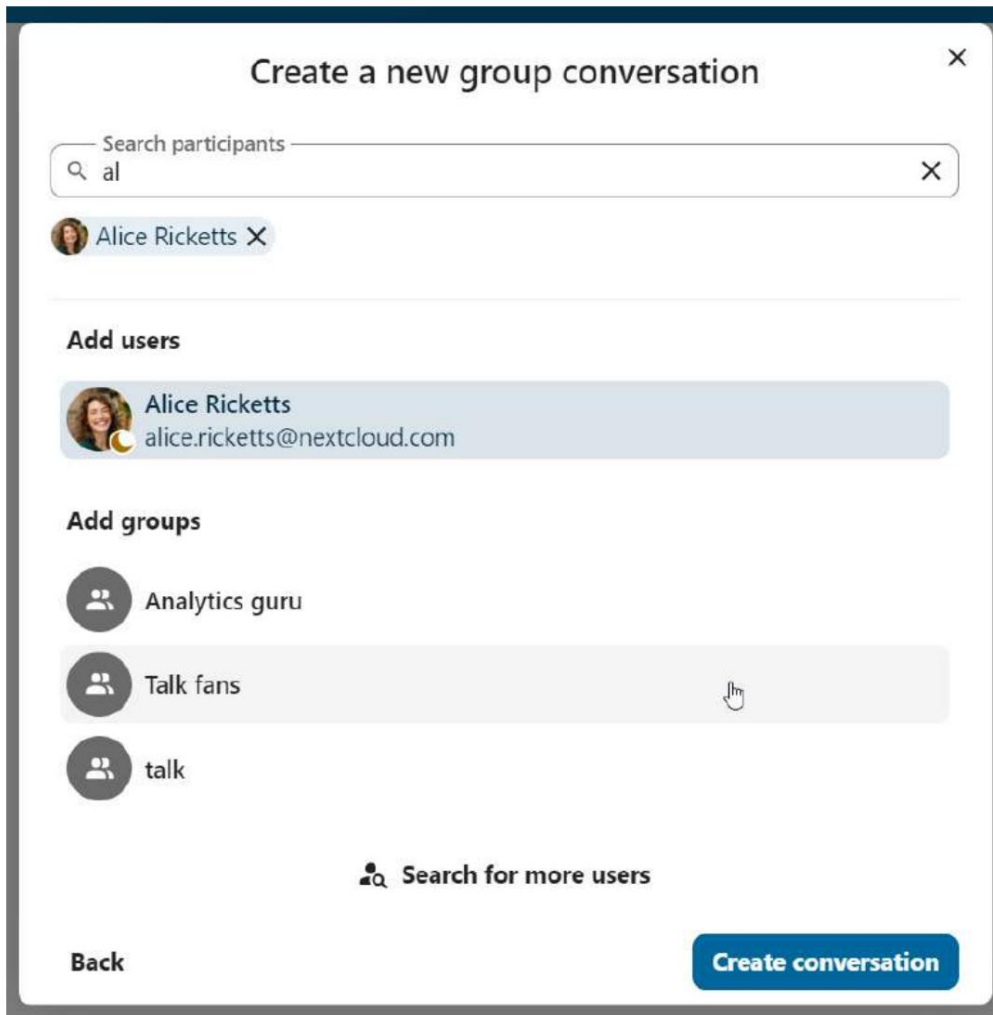 Create a new group conversation
Search participants
al
Alice Ricketts
Add users
Alice Ricketts
alice.ricketts@nextcloud.com
Add groups
Analytics guru
Talk fans
talk
Search for more users
Back
Create conversation